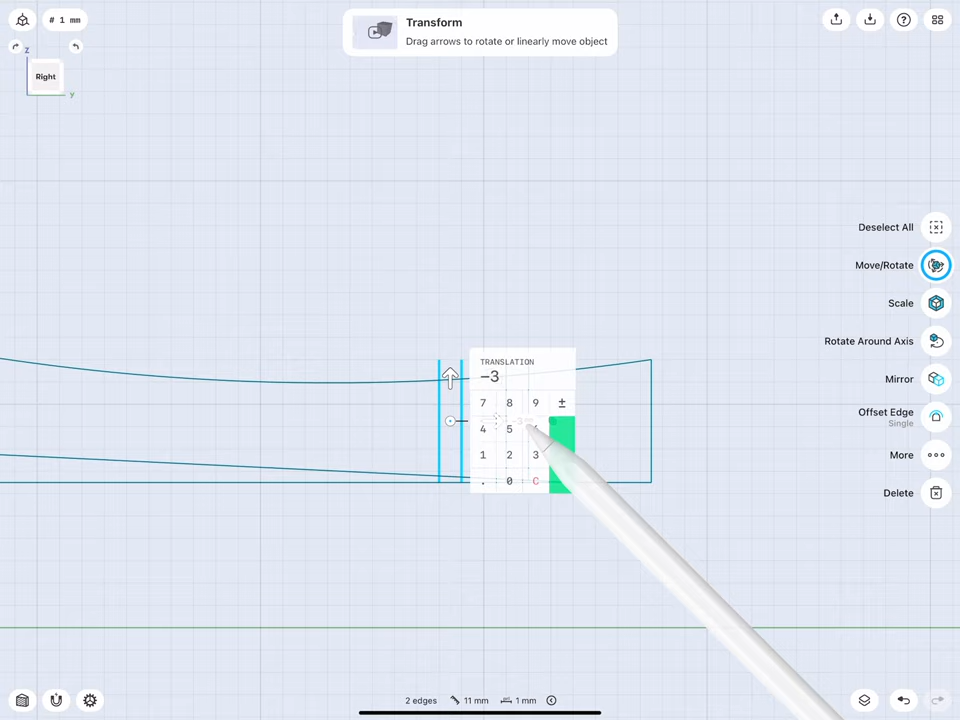 # 1 mm
Transform
Drag arrows to rotate or linearly move object
z
Right
y
Deselect All
Move/Rotate
Scale
Rotate Around Axis
Mirror
Offset Edge
Single
More
Delete
TRANSLATION
−3
7 8 9 ±
4 5
1 2 3
. 0 C
2 edges 11 mm 1 mm